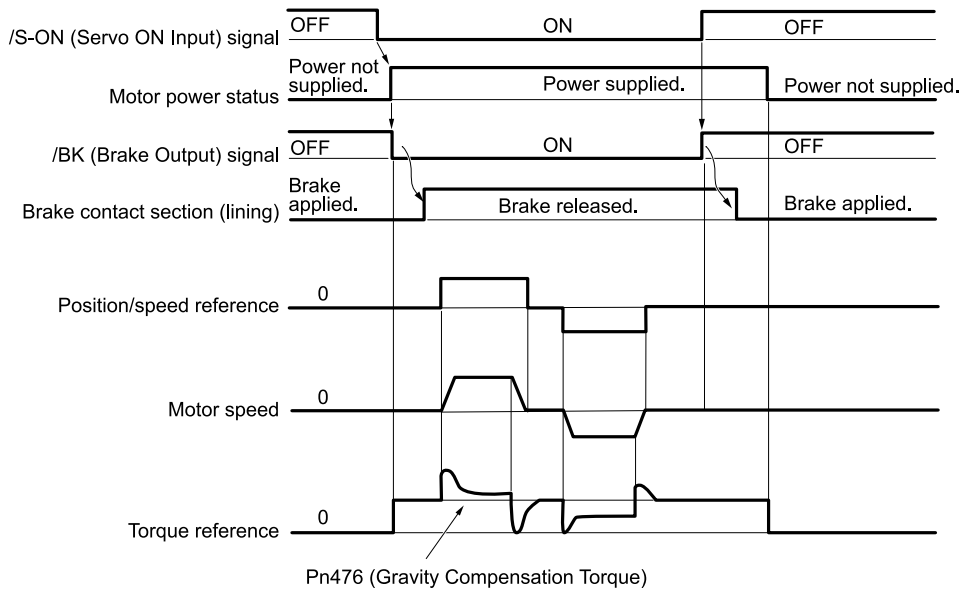 /S-ON (Servo ON Input) signal OFF ON OFF
Motor power status Power not supplied. Power supplied. Power not supplied.
/BK (Brake Output) signal OFF ON OFF
Brake contact section (lining) Brake applied. Brake released. Brake applied.
Position/speed reference 0
Motor speed 0
Torque reference 0
Pn476 (Gravity Compensation Torque)